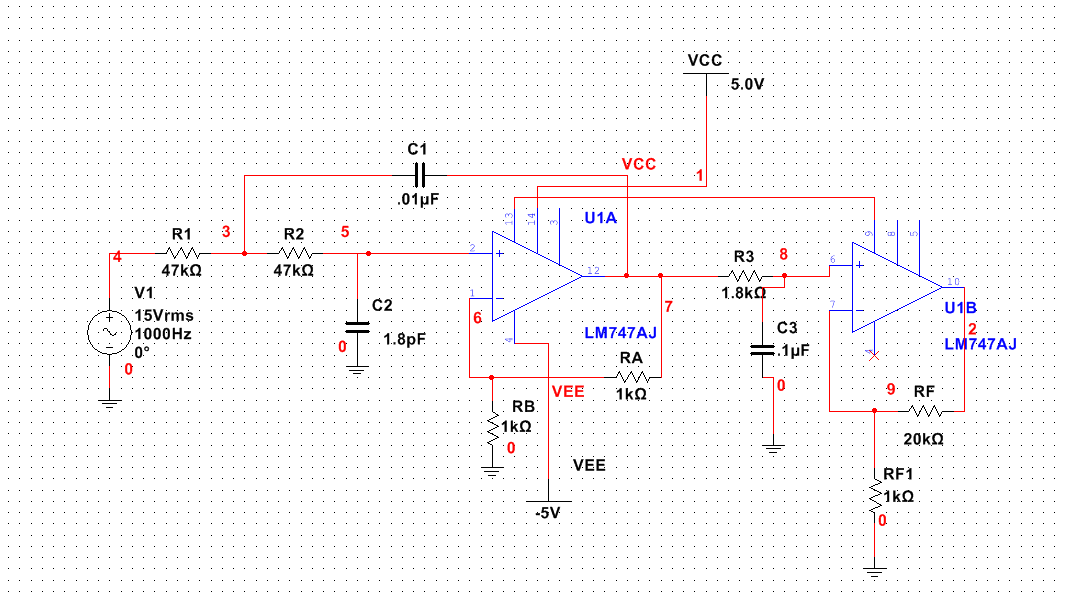 VCC
5.0V
C1
.01µF
VCC
1
13
14
3
U1A
9
8
5
R1
3
R2
5
4
47kΩ
47kΩ
2
12
R3
8
6
1.8kΩ
10
V1
15Vrms
1000Hz
0°
0
C2
1.8pF
0
1
6
4
7
LM747AJ
C3
.1µF
7
U1B
2
LM747AJ
4
RA
1kΩ
0
VEE
RB
1kΩ
0
9
RF
20kΩ
VEE
-5V
RF1
1kΩ
0